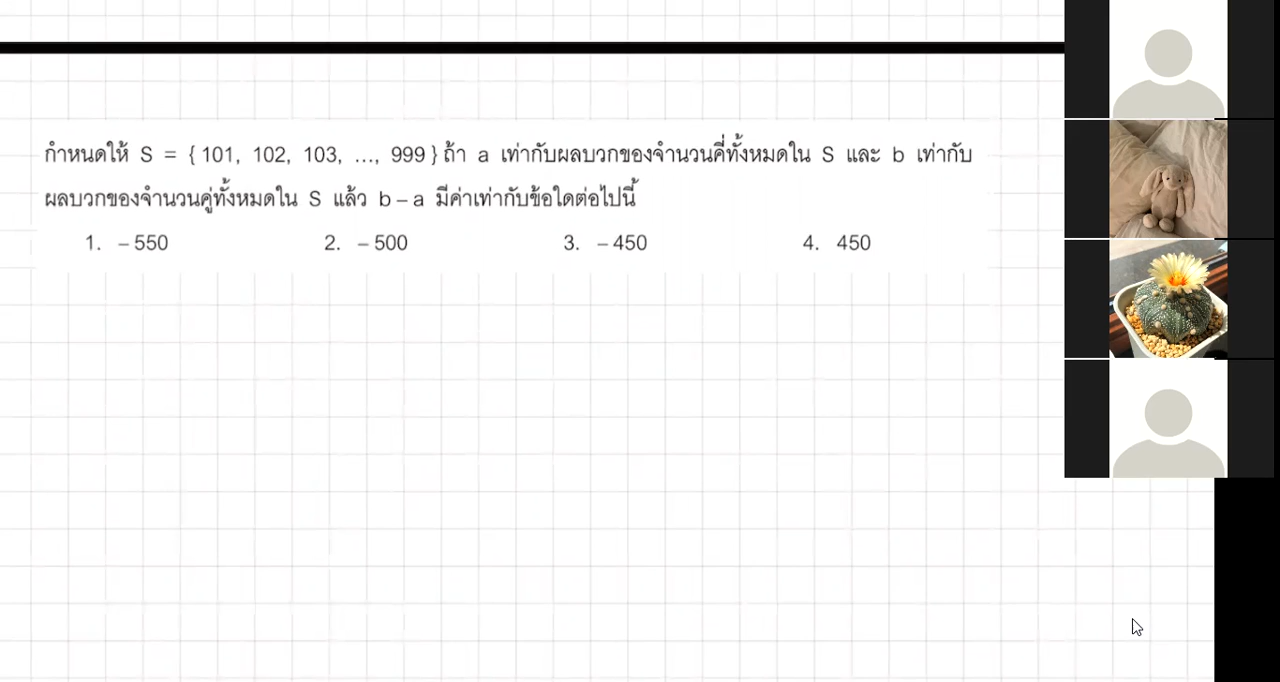 กำหนดให้ S = { 101, 102, 103, ..., 999 } ถ้า a เท่ากับผลบวกของจำนวนคี่ทั้งหมดใน S และ b เท่ากับ
ผลบวกของจำนวนคู่ทั้งหมดใน S แล้ว b – a มีค่าเท่ากับข้อใดต่อไปนี้
1. – 550 2. – 500 3. – 450 4. 450